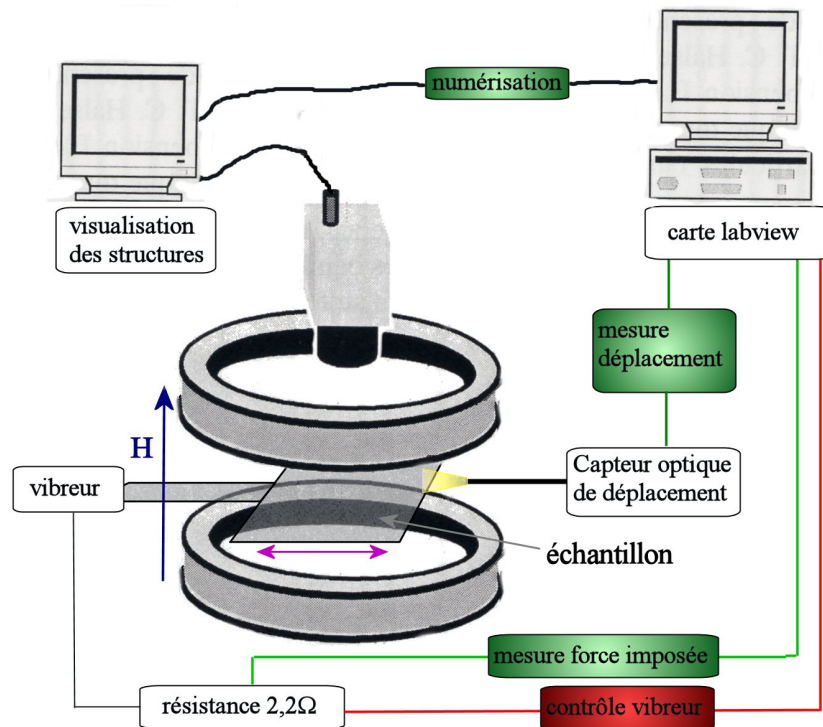 numérisation
visualisation
des structures
carte labview
mesure
déplacement
H
vibreur
Capteur optique
de déplacement
échantillon
mesure force imposée
résistance 2,2Ω
contrôle vibreur